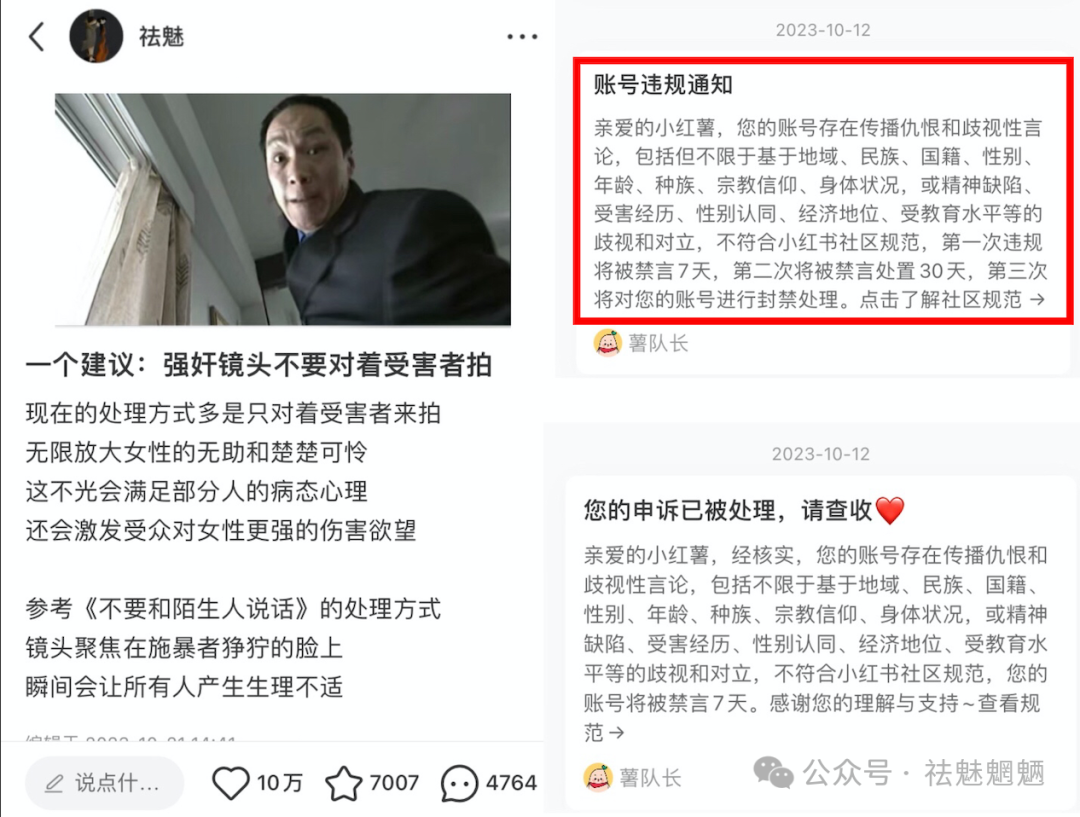 祛魅
一个建议：强奸镜头不要对着受害者拍
现在的处理方式多是只对着受害者来拍
无限放大女性的无助和楚楚可怜
这不光会满足部分人的病态心理
还会激发受众对女性更强的伤害欲望
参考《不要和陌生人说话》的处理方式
镜头聚焦在施暴者狰狞的脸上
瞬间会让所有人产生生理不适
说点什...
10万
7007
4764
2023-10-12
账号违规通知
亲爱的小红薯，您的账号存在传播仇恨和歧视性言
论，包括但不限于基于地域、民族、国籍、性别、
年龄、种族、宗教信仰、身体状况，或精神缺陷、
受害经历、性别认同、经济地位、受教育水平等的
歧视和对立，不符合小红书社区规范，第一次违规
将被禁言7天，第二次将被禁言处置30天，第三次
将对您的账号进行封禁处理。点击了解社区规范 →
薯队长
2023-10-12
您的申诉已被处理，请查收❤️
亲爱的小红薯，经核实，您的账号存在传播仇恨和
歧视性言论，包括不限于基于地域、民族、国籍、
性别、年龄、种族、宗教信仰、身体状况，或精神
缺陷、受害经历、性别认同、经济地位、受教育水
平等的歧视和对立，不符合小红书社区规范，您的
账号将被禁言7天。感谢您的理解与支持~查看规
范→
薯队长
公众号 · 祛魅魍魉